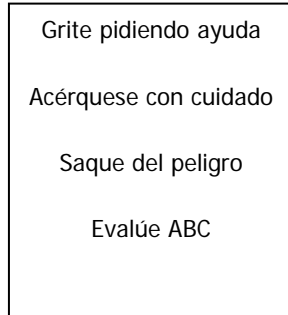 Grite pidiendo ayuda
Acérquese con cuidado
Saque del peligro
Evalúe ABC